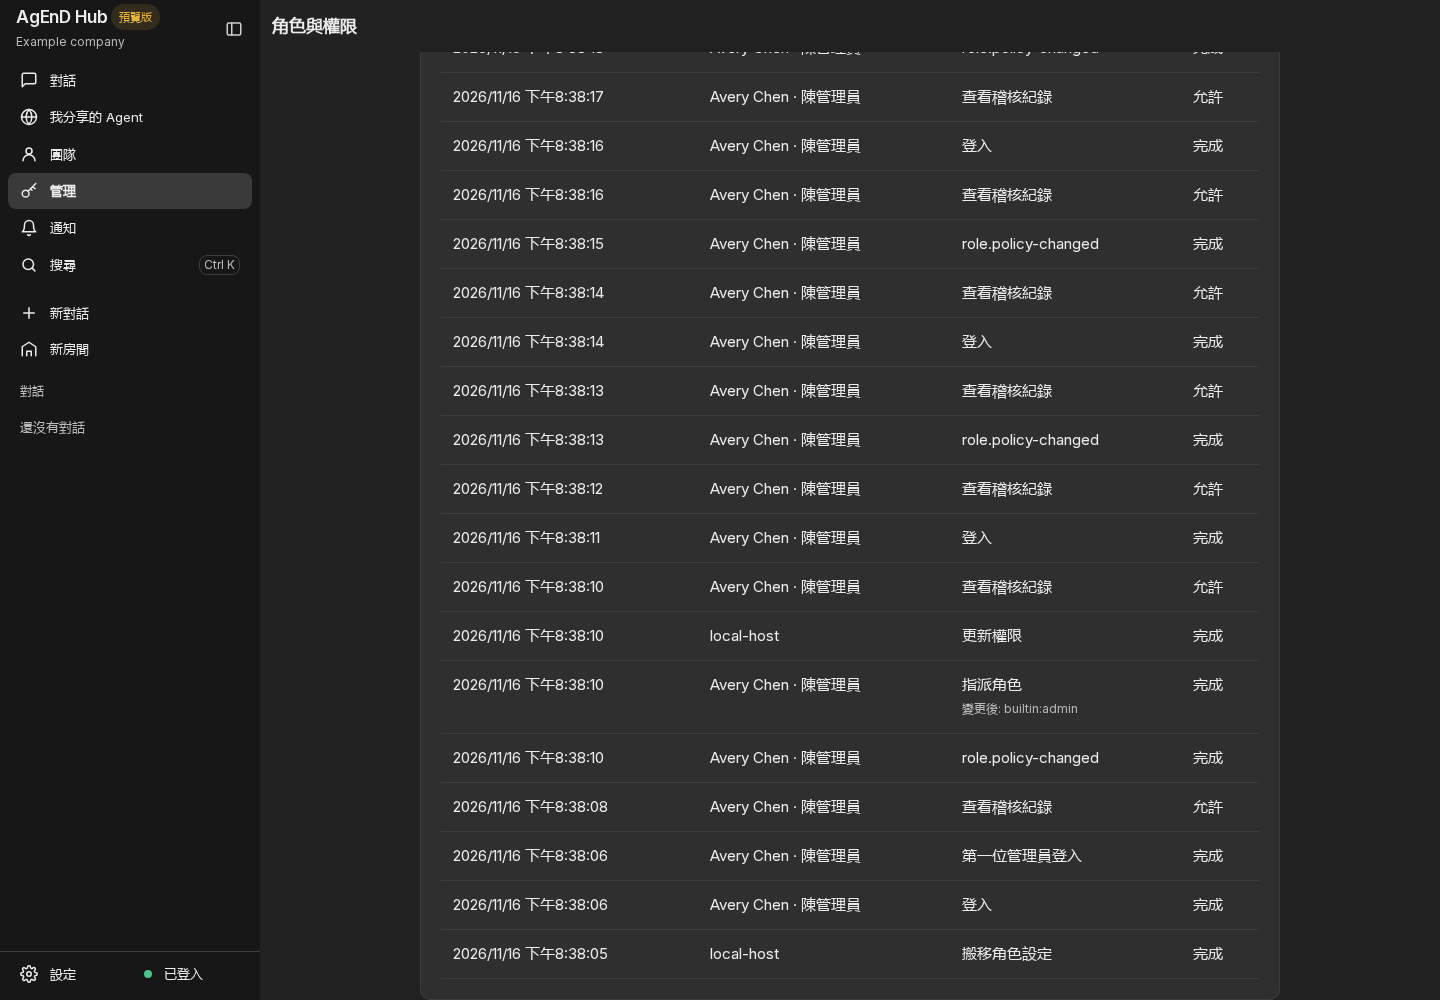 AgEnD Hub 預覽版
Example company
對話
我分享的 Agent
團隊
管理
通知
搜尋 Ctrl K
新對話
新房間
對話
還沒有對話
設定 已登入
角色與權限
2026/11/16 下午8:38:17 Avery Chen · 陳管理員 查看稽核紀錄 允許
2026/11/16 下午8:38:16 Avery Chen · 陳管理員 登入 完成
2026/11/16 下午8:38:16 Avery Chen · 陳管理員 查看稽核紀錄 允許
2026/11/16 下午8:38:15 Avery Chen · 陳管理員 role.policy-changed 完成
2026/11/16 下午8:38:14 Avery Chen · 陳管理員 查看稽核紀錄 允許
2026/11/16 下午8:38:14 Avery Chen · 陳管理員 登入 完成
2026/11/16 下午8:38:13 Avery Chen · 陳管理員 查看稽核紀錄 允許
2026/11/16 下午8:38:13 Avery Chen · 陳管理員 role.policy-changed 完成
2026/11/16 下午8:38:12 Avery Chen · 陳管理員 查看稽核紀錄 允許
2026/11/16 下午8:38:11 Avery Chen · 陳管理員 登入 完成
2026/11/16 下午8:38:10 Avery Chen · 陳管理員 查看稽核紀錄 允許
2026/11/16 下午8:38:10 local-host 更新權限 完成
2026/11/16 下午8:38:10 Avery Chen · 陳管理員 指派角色 完成
變更後: builtin:admin
2026/11/16 下午8:38:10 Avery Chen · 陳管理員 role.policy-changed 完成
2026/11/16 下午8:38:08 Avery Chen · 陳管理員 查看稽核紀錄 允許
2026/11/16 下午8:38:06 Avery Chen · 陳管理員 第一位管理員登入 完成
2026/11/16 下午8:38:06 Avery Chen · 陳管理員 登入 完成
2026/11/16 下午8:38:05 local-host 搬移角色設定 完成